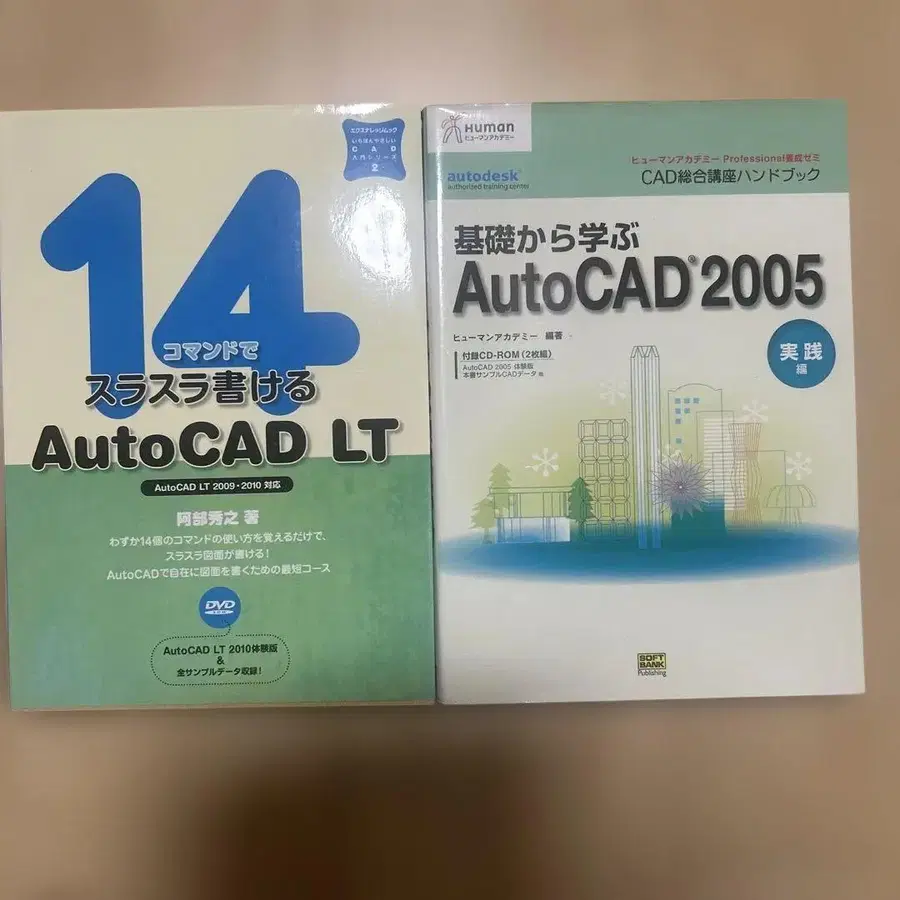 エクスナレッジムック
いちばんやさしい
CAD
入門シリーズ
2
14
コマンドで
スラスラ書ける
AutoCAD LT
AutoCAD LT 2009・2010 対応
阿部秀之 著
わずか14個のコマンドの使い方を覚えるだけで、
スラスラ図面が書ける!
AutoCADで自在に図面を書くための最短コース
DVD
AutoCAD LT 2010体験版
&
全サンプルデータ収録!
Human
ヒューマンアカデミー
autodesk®
authorized training center
ヒューマンアカデミー Professional養成ゼミ
CAD総合講座ハンドブック
基礎から学ぶ
AutoCAD® 2005
ヒューマンアカデミー 編著
付録CD-ROM(2枚組)
AutoCAD 2005 体験版
本書サンプルCADデータ 他
実践
編
SOFT
BANK
Publishing